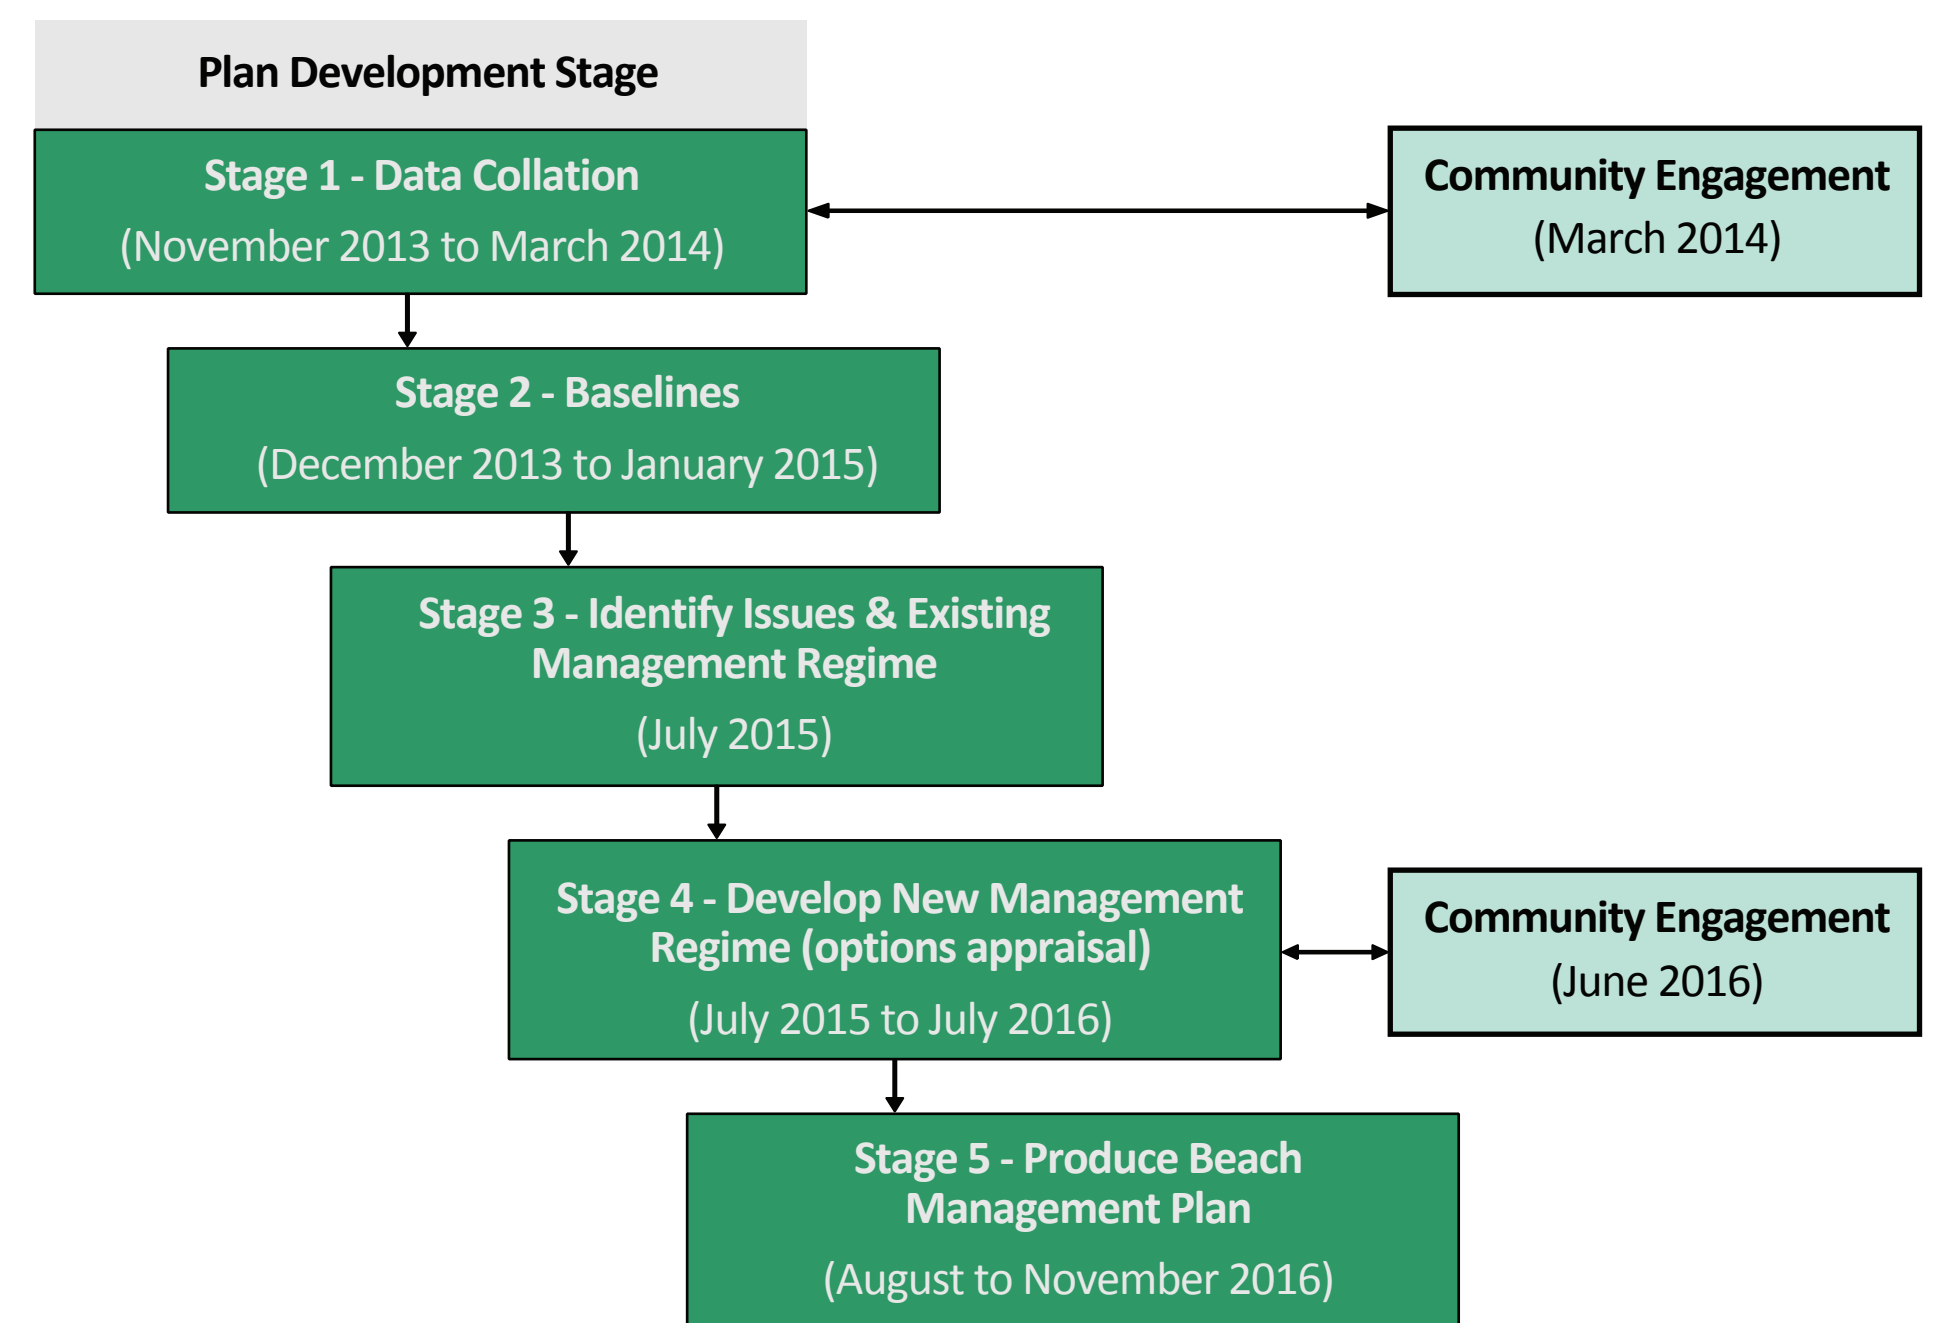 Plan Development Stage
Stage 1 - Data Collation
(November 2013 to March 2014)
Community Engagement
(March 2014)
Stage 2 - Baselines
(December 2013 to January 2015)
Stage 3 - Identify Issues & Existing
Management Regime
(July 2015)
Stage 4 - Develop New Management
Regime (options appraisal)
(July 2015 to July 2016)
Community Engagement
(June 2016)
Stage 5 - Produce Beach
Management Plan
(August to November 2016)